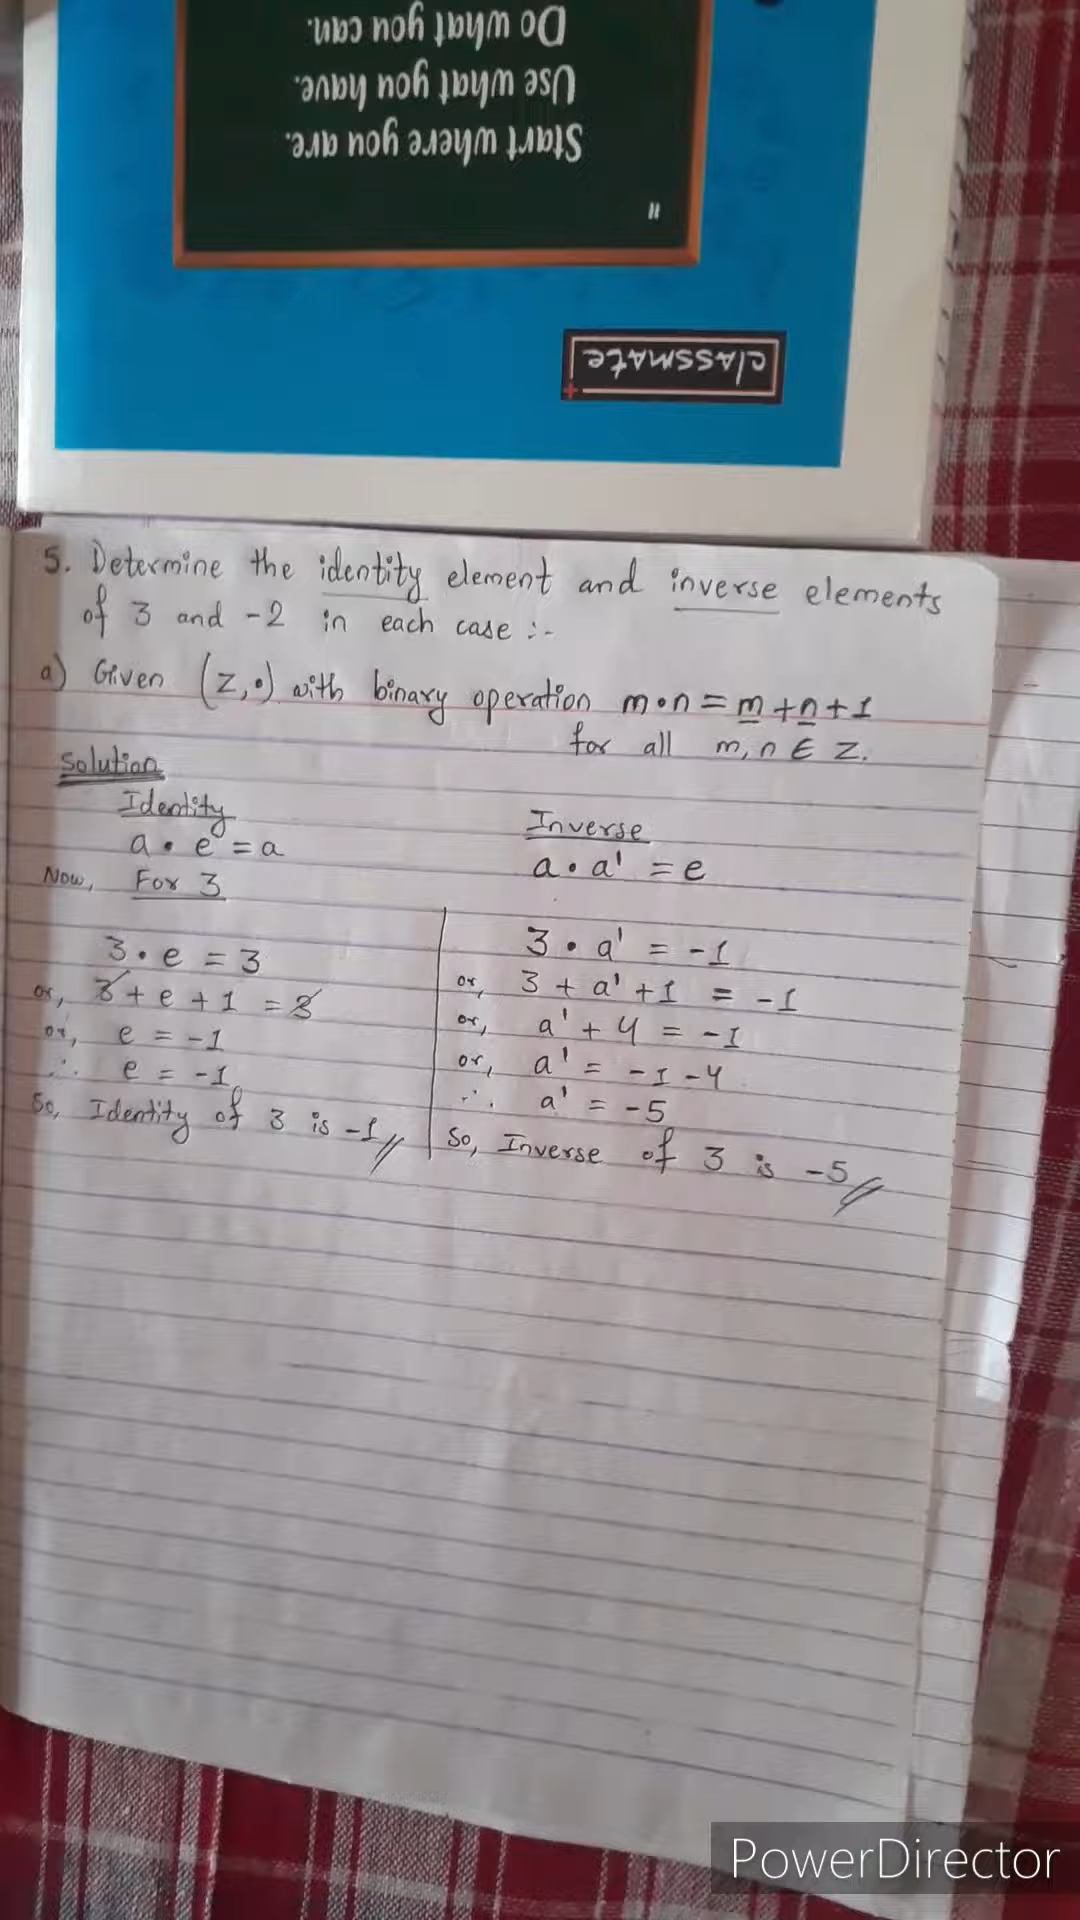 Do what you can.
Use what you have.
Start where you are.
"
classmate
5. Determine the identity element and inverse elements
of 3 and -2 in each case :-
a) Given (Z,•) with binary operation m•n = m+n+1
for all m, n ∈ Z.
Solution
Identity
a • e = a
Now, For 3
3 • e = 3
or, 3 + e + 1 = 3
or, e = -1
∴ e = -1
So, Identity of 3 is -1
Inverse
a • a' = e
3 • a' = -1
or, 3 + a' + 1 = -1
or, a' + 4 = -1
or, a' = -1 - 4
∴ a' = -5
So, Inverse of 3 is -5
PowerDirector